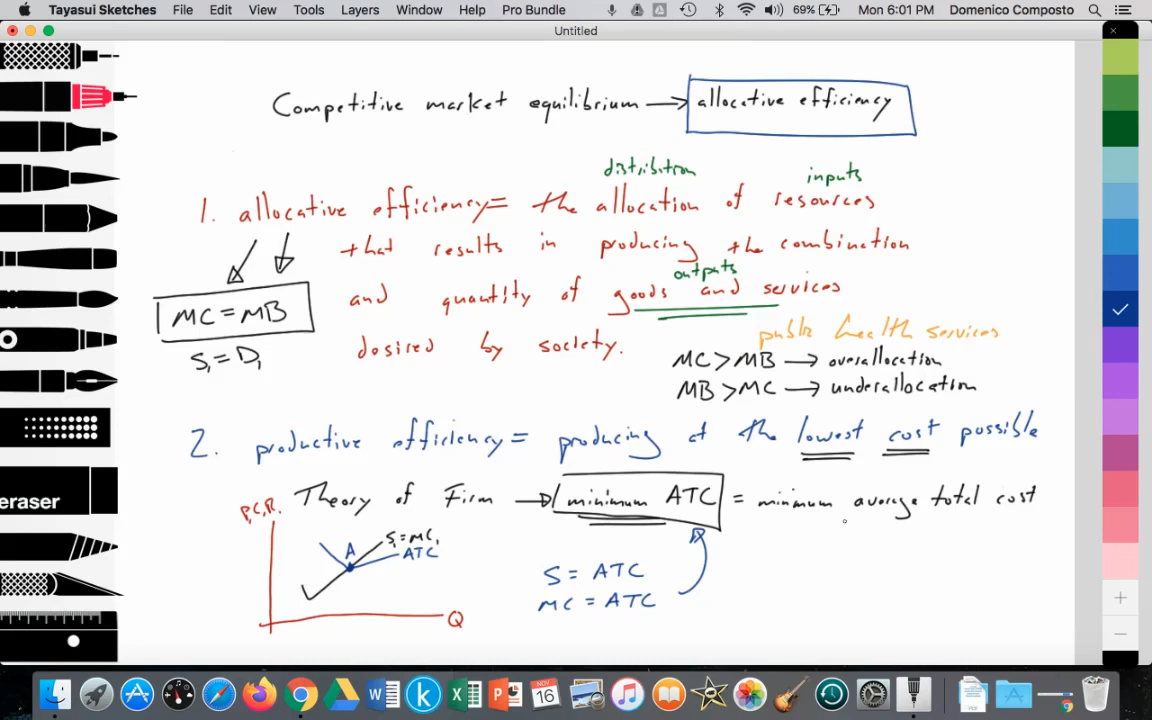 Tayasui Sketches File Edit View Tools Layers Window Help Pro Bundle 69% Mon 6:01 PM Domenico Composto
Untitled
Competitive market equilibrium → allocative efficiency
distribution inputs
1. allocative efficiency = the allocation of resources
that results in producing the combination
outputs
and quantity of goods and services
MC = MB
desired by society.
S₁ = D₁
public health services
MC > MB → overallocation
MB > MC → underallocation
2. productive efficiency = producing at the lowest cost possible
Theory of Firm → minimum ATC = minimum average total cost
P,C,R.
S₁=MC₁
A
ATC
S = ATC
MC = ATC
Q
eraser
NOV
16